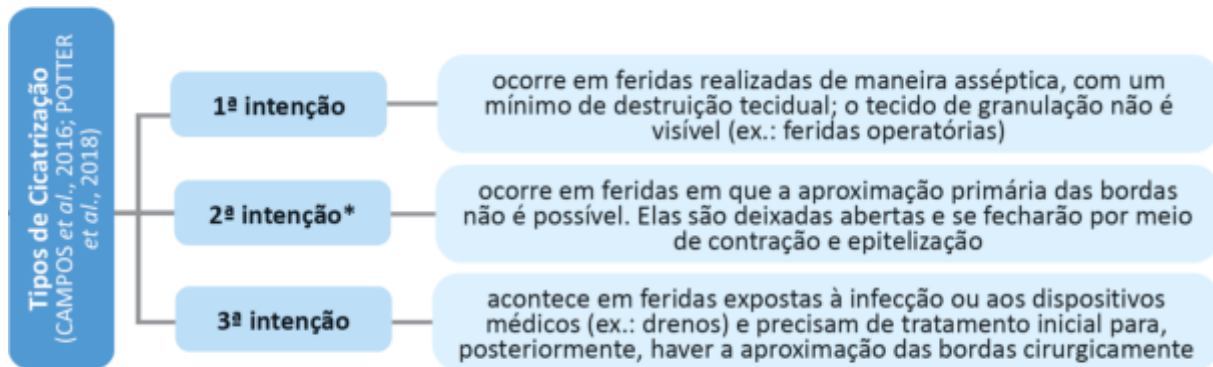 Tipos de Cicatrização
(CAMPOS et al., 2016; POTTER
et al., 2018)
1ª intenção
ocorre em feridas realizadas de maneira asséptica, com um
mínimo de destruição tecidual; o tecido de granulação não é
visível (ex.: feridas operatórias)
2ª intenção*
ocorre em feridas em que a aproximação primária das bordas
não é possível. Elas são deixadas abertas e se fecharão por meio
de contração e epitelização
3ª intenção
acontece em feridas expostas à infecção ou aos dispositivos
médicos (ex.: drenos) e precisam de tratamento inicial para,
posteriormente, haver a aproximação das bordas cirurgicamente